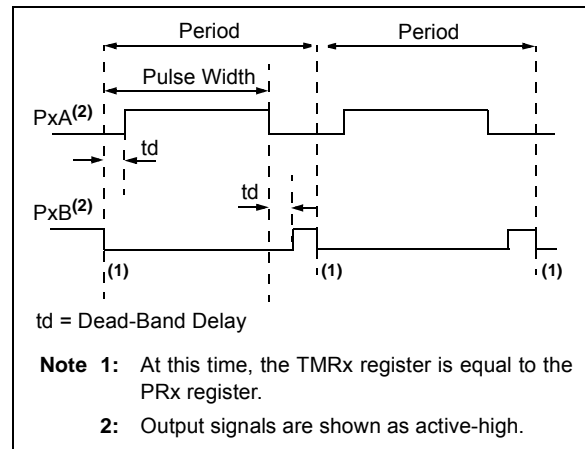 Period Period
Pulse Width
PxA(2)
td
td
PxB(2)
(1) (1) (1)
td = Dead-Band Delay
Note 1: At this time, the TMRx register is equal to the
PRx register.
2: Output signals are shown as active-high.